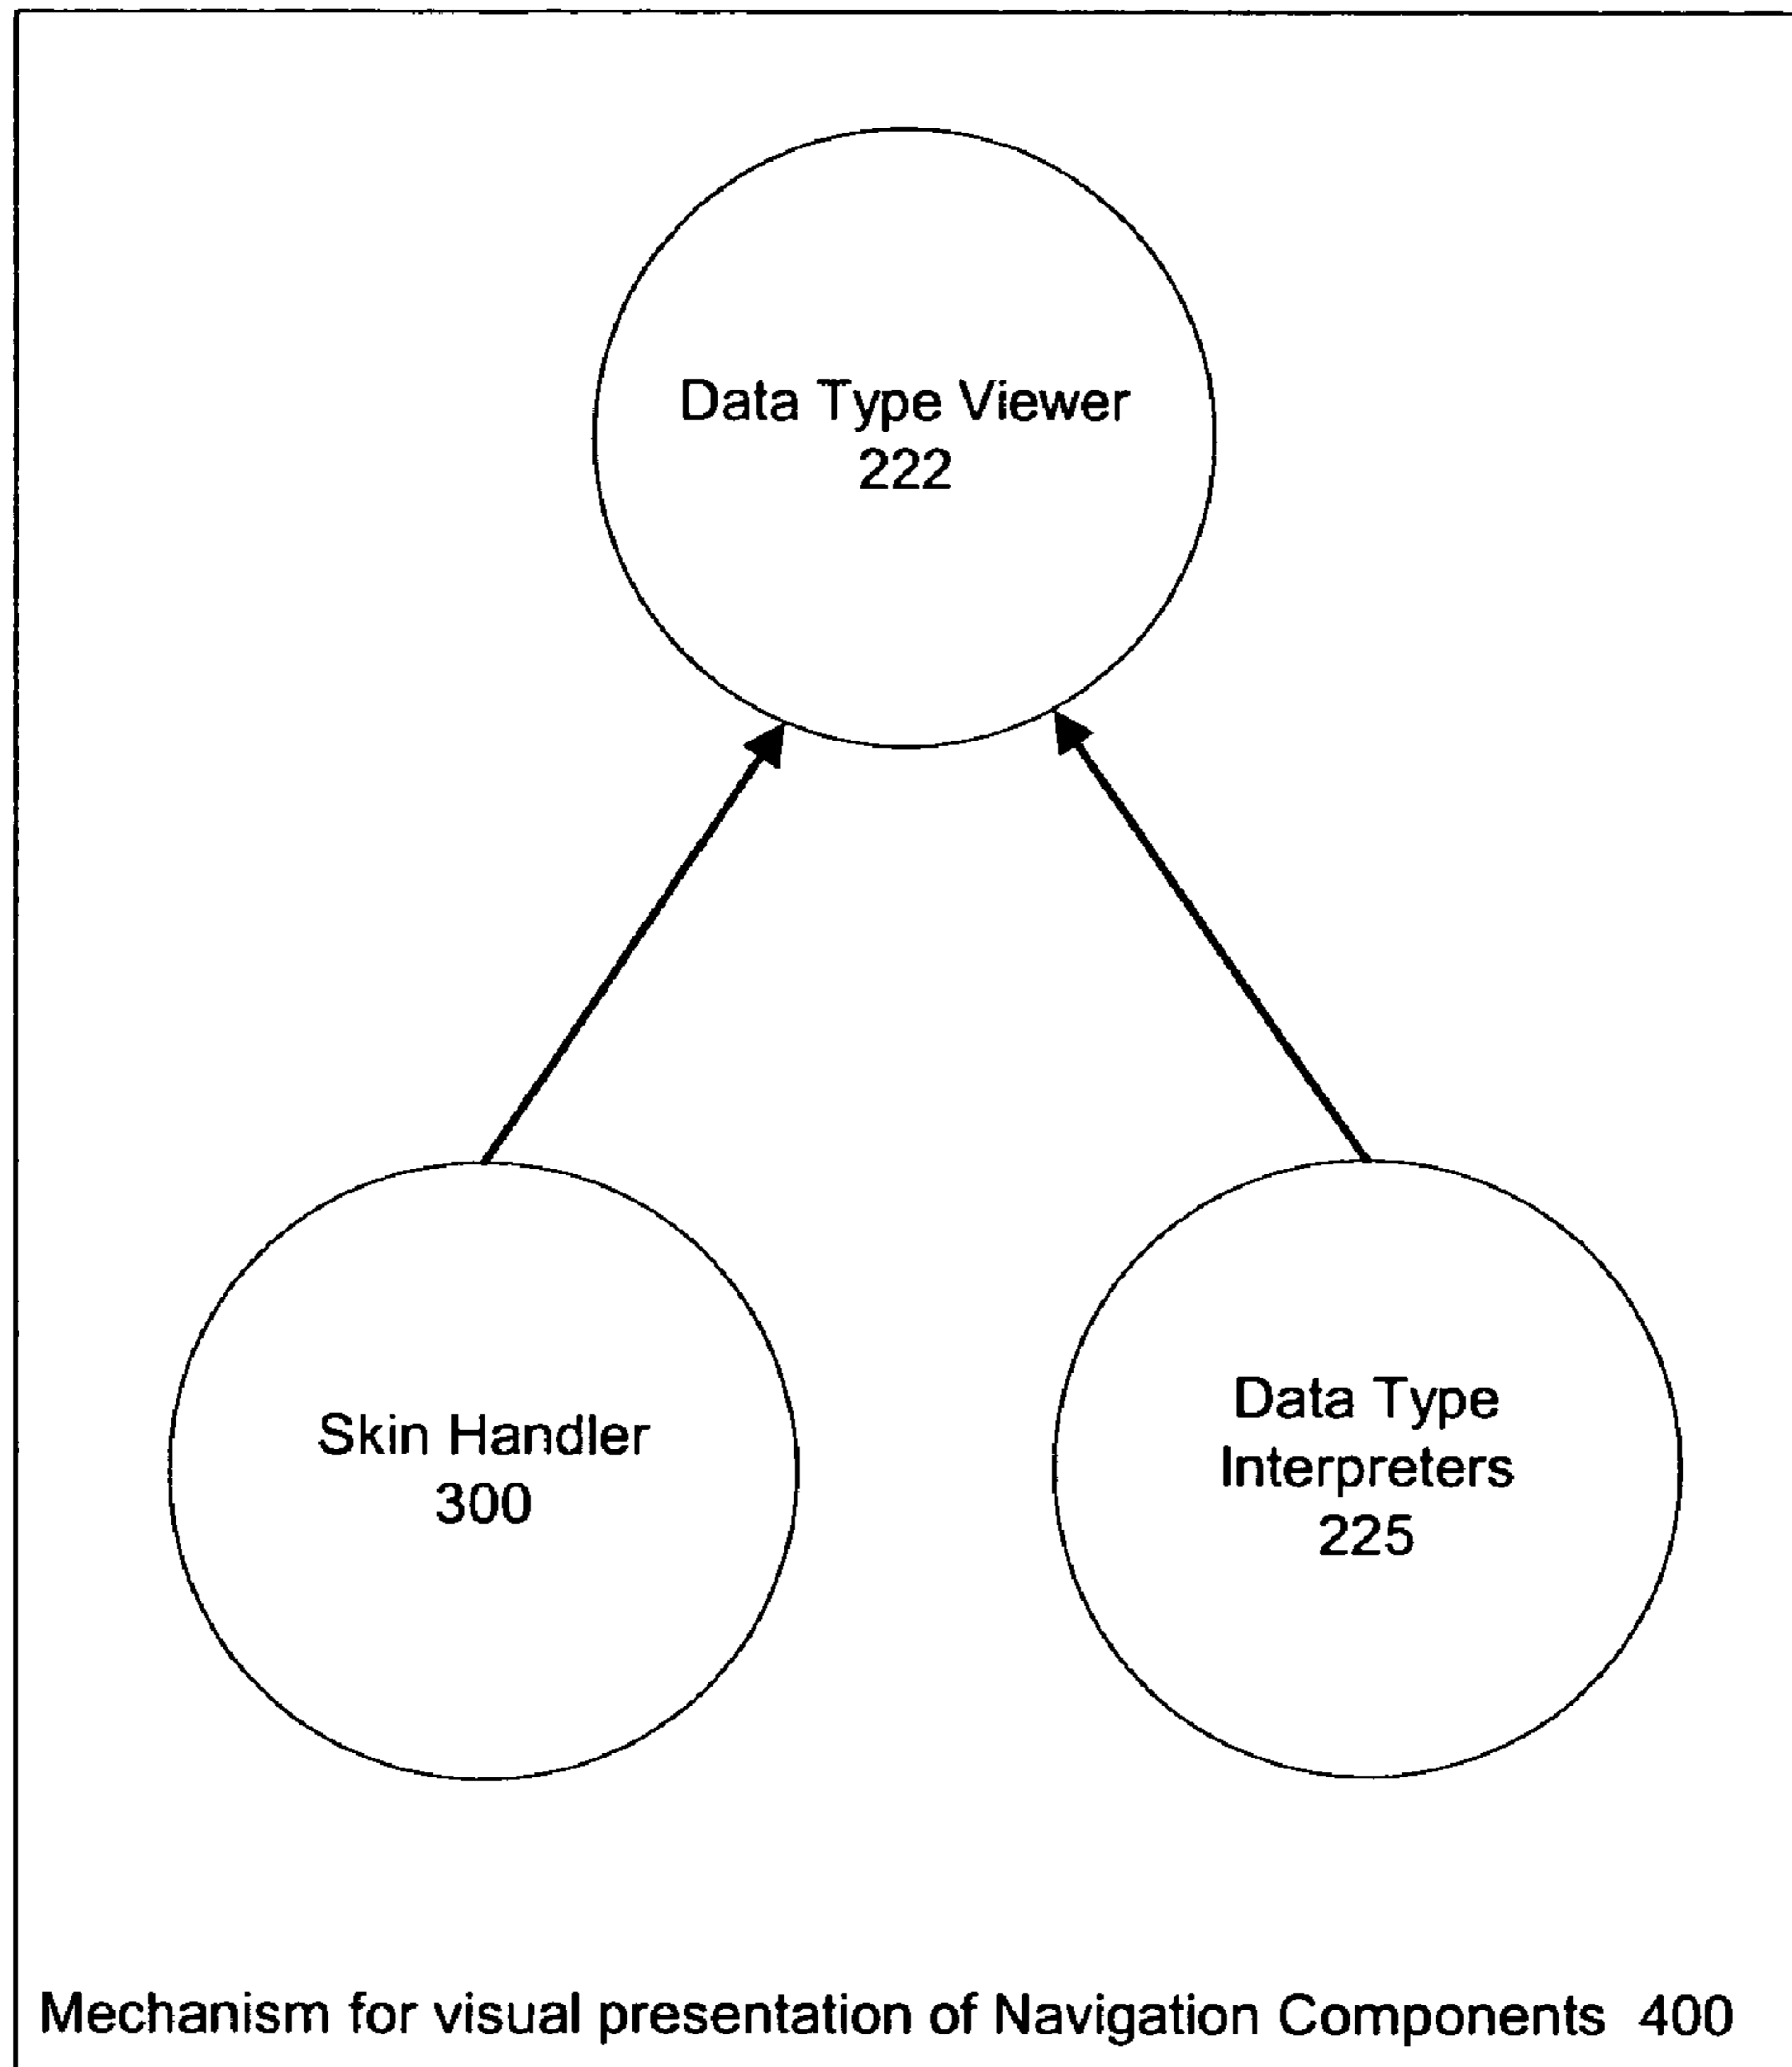 Data Type Viewer
222
Skin Handler
300
Data Type
Interpreters
225
Mechanism for visual presentation of Navigation Components 400